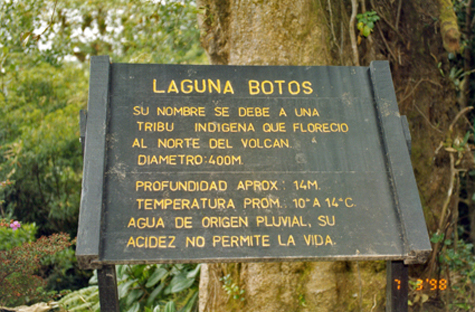 LAGUNA BOTOS
SU NOMBRE SE DEBE A UNA
TRIBU INDIGENA QUE FLORECIO
AL NORTE DEL VOLCAN.
DIAMETRO:400M.
PROFUNDIDAD APROX: 14M.
TEMPERATURA PROM. 10° A 14°C.
AGUA DE ORIGEN PLUVIAL, SU
ACIDEZ NO PERMITE LA VIDA.